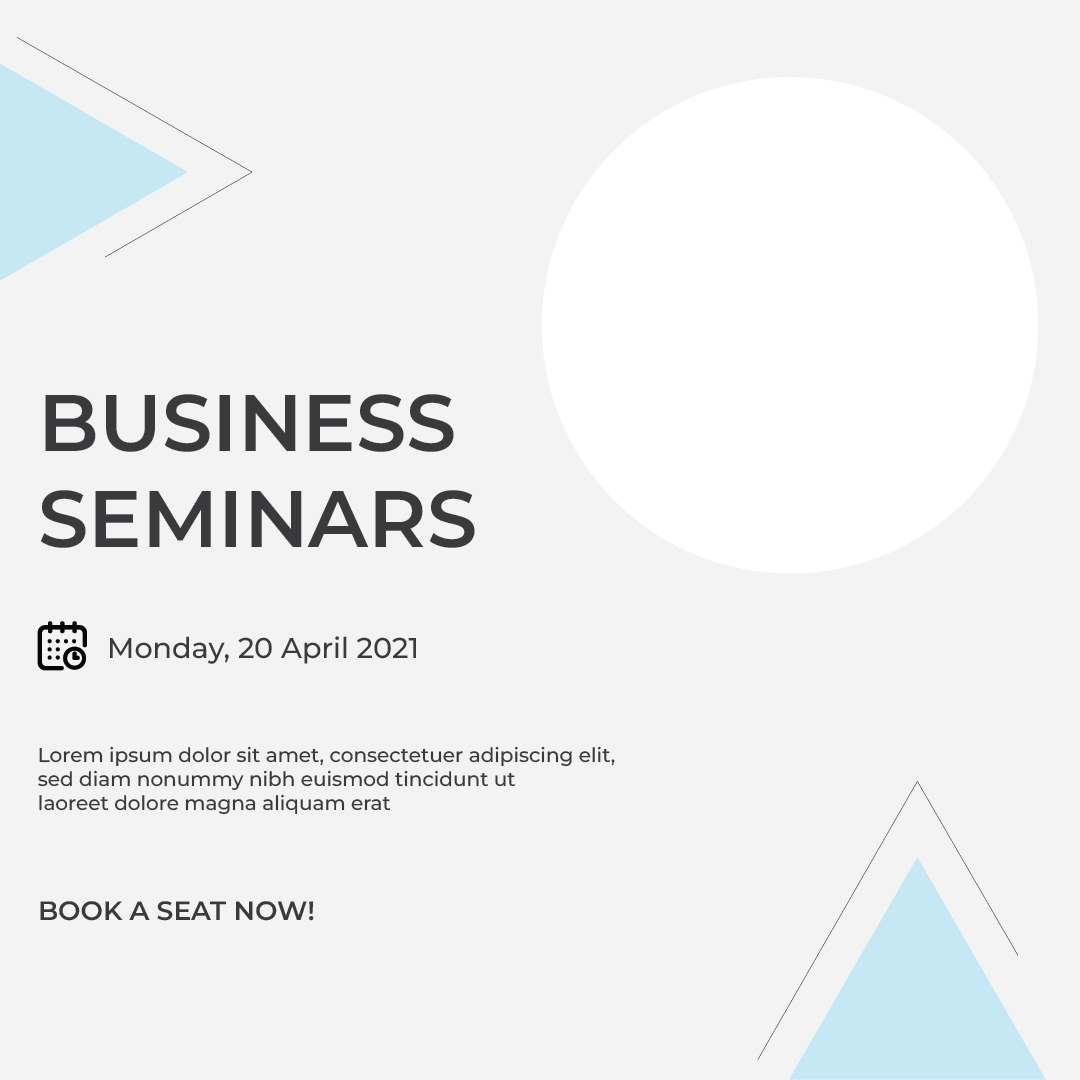 BUSINESS
SEMINARS
Monday, 20 April 2021
Lorem ipsum dolor sit amet, consectetuer adipiscing elit,
sed diam nonummy nibh euismod tincidunt ut
laoreet dolore magna aliquam erat
BOOK A SEAT NOW!